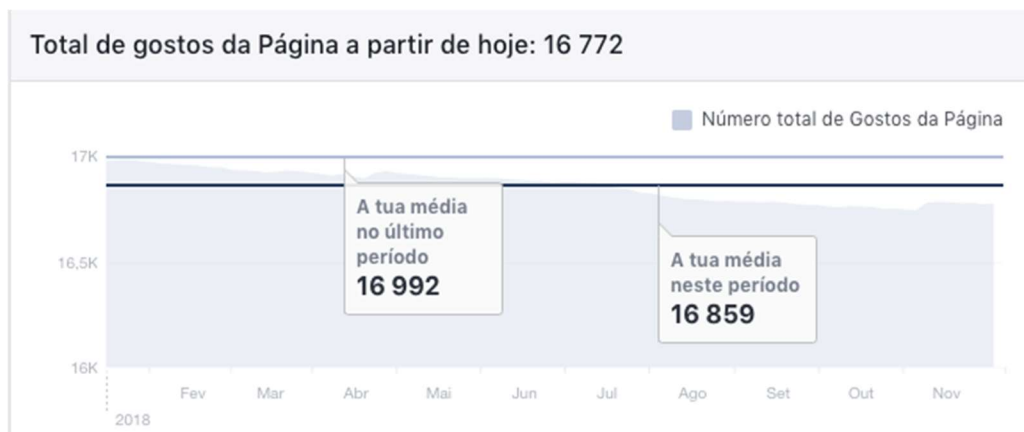 Total de gostos da Página a partir de hoje: 16 772
Número total de Gostos da Página
17K
A tua média
no último
período
16 992
A tua média
neste período
16 859
16,5K
16K
Fev Mar Abr Mai Jun Jul Ago Set Out Nov
2018